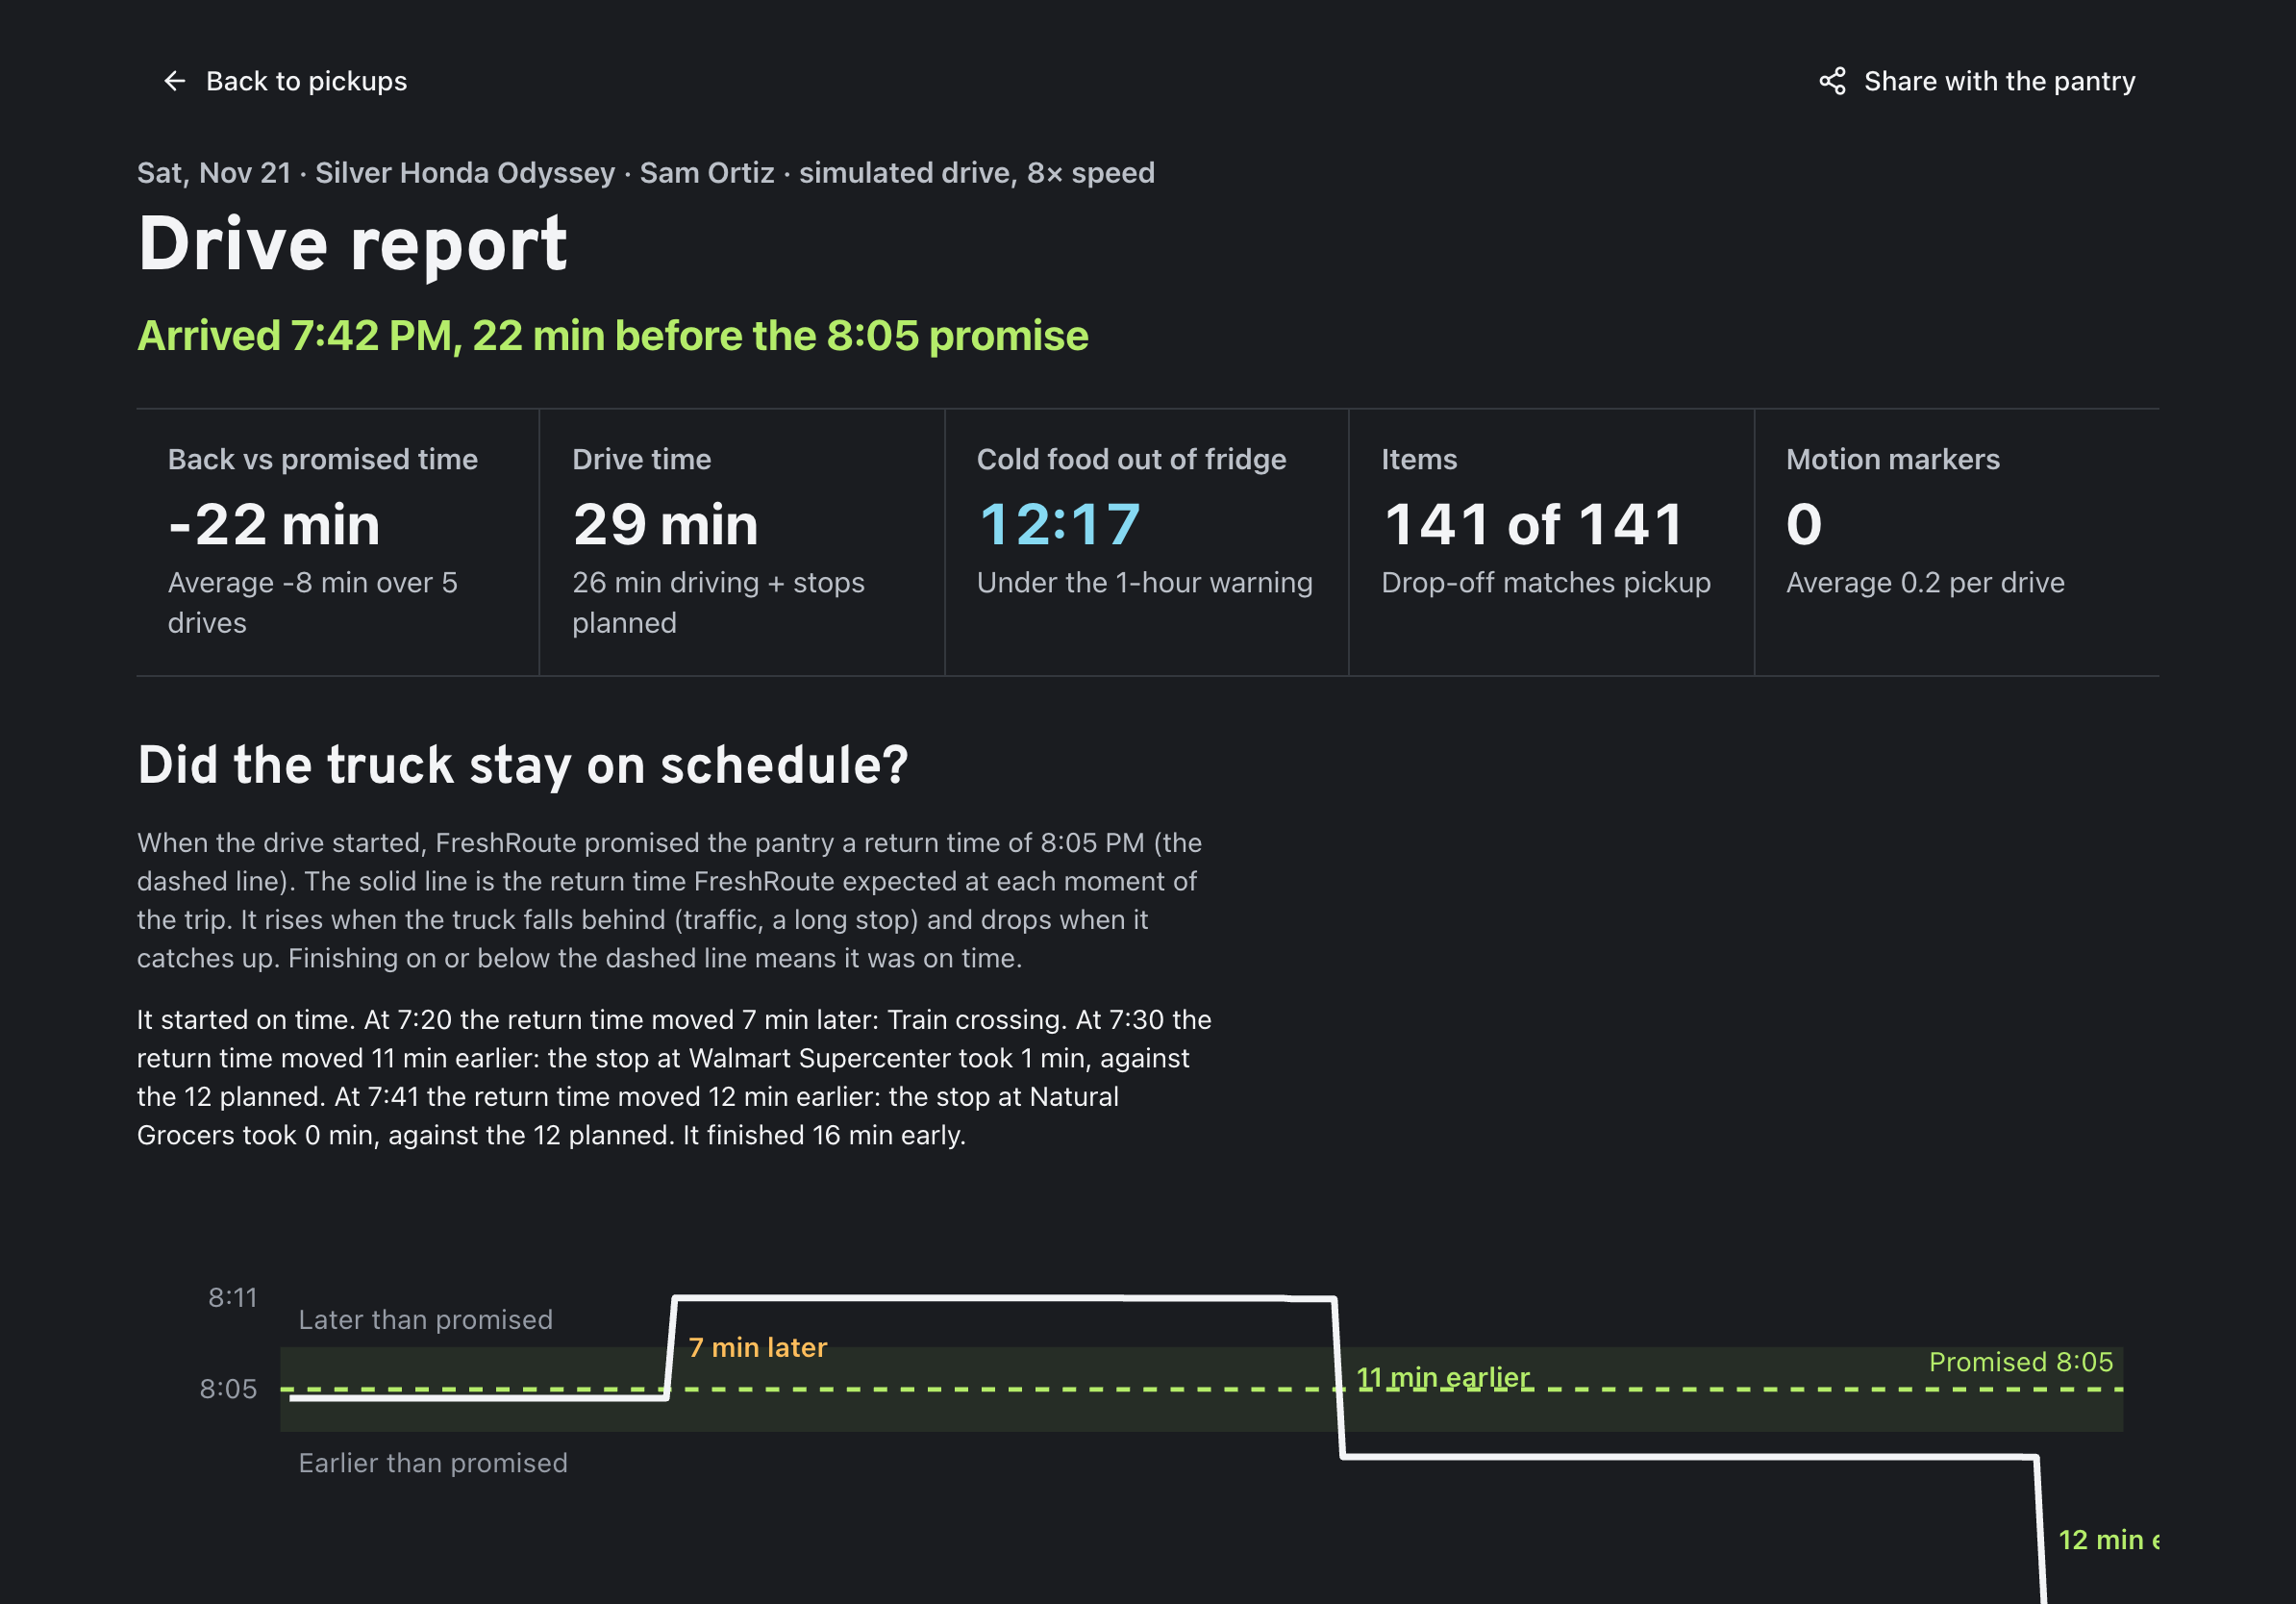 Back to pickups
Share with the pantry
Sat, Nov 21 · Silver Honda Odyssey · Sam Ortiz · simulated drive, 8× speed
Drive report
Arrived 7:42 PM, 22 min before the 8:05 promise
Back vs promised time
-22 min
Average -8 min over 5
drives
Drive time
29 min
26 min driving + stops
planned
Cold food out of fridge
12:17
Under the 1-hour warning
Items
141 of 141
Drop-off matches pickup
Motion markers
0
Average 0.2 per drive
Did the truck stay on schedule?
When the drive started, FreshRoute promised the pantry a return time of 8:05 PM (the
dashed line). The solid line is the return time FreshRoute expected at each moment of
the trip. It rises when the truck falls behind (traffic, a long stop) and drops when it
catches up. Finishing on or below the dashed line means it was on time.
It started on time. At 7:20 the return time moved 7 min later: Train crossing. At 7:30 the
return time moved 11 min earlier: the stop at Walmart Supercenter took 1 min, against
the 12 planned. At 7:41 the return time moved 12 min earlier: the stop at Natural
Grocers took 0 min, against the 12 planned. It finished 16 min early.
8:11
Later than promised
7 min later
Promised 8:05
11 min earlier
8:05
Earlier than promised
12 min